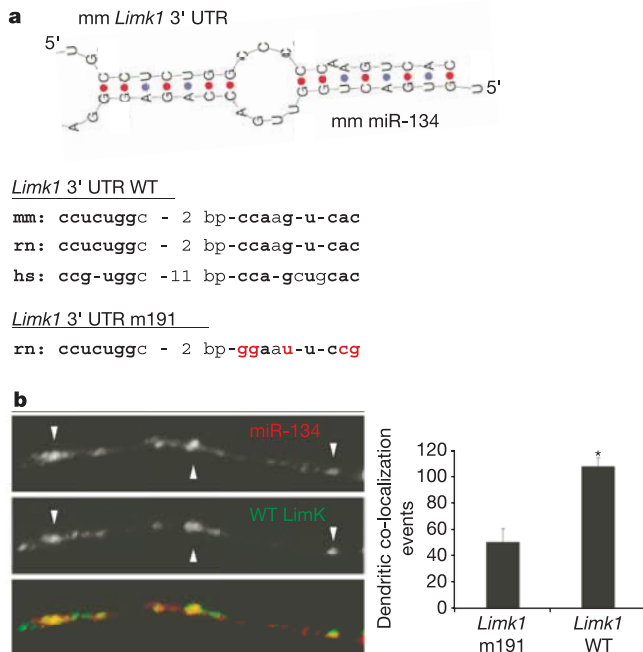 a
mm Limk1 3' UTR
5'
U G C C U C U G G C C C C C A A G U C A C
A G G G A G A C C A G U U G G U C A G U G U
5'
mm miR-134
Limk1 3' UTR WT
mm: ccucuggc - 2 bp-ccaag-u-cac
rn: ccucuggc - 2 bp-ccaag-u-cac
hs: ccg-uggc -11 bp-cca-gcugcac
Limk1 3' UTR m191
rn: ccucuggc - 2 bp-ggaau-u-ccg
b
miR-134
WT LimK
Dendritic co-localization
events
120
100
80
60
40
20
0
*
Limk1
m191
Limk1
WT